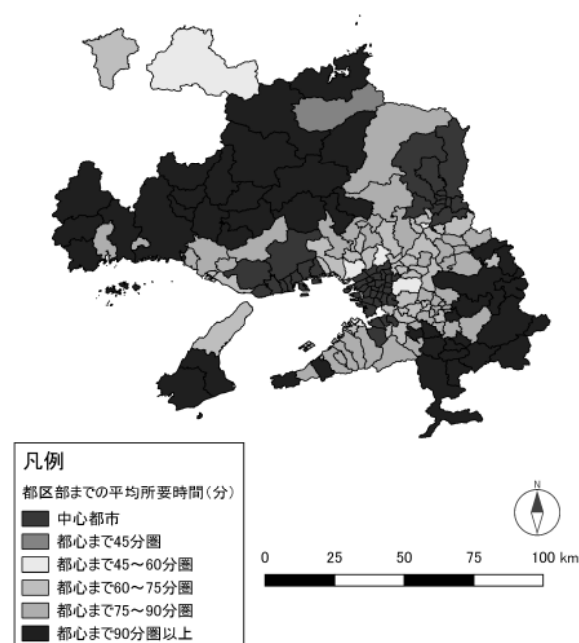 凡例
都区部までの平均所要時間(分)
中心都市
都心まで45分圏
都心まで45～60分圏
都心まで60～75分圏
都心まで75～90分圏
都心まで90分圏以上
N
0 25 50 75 100 km